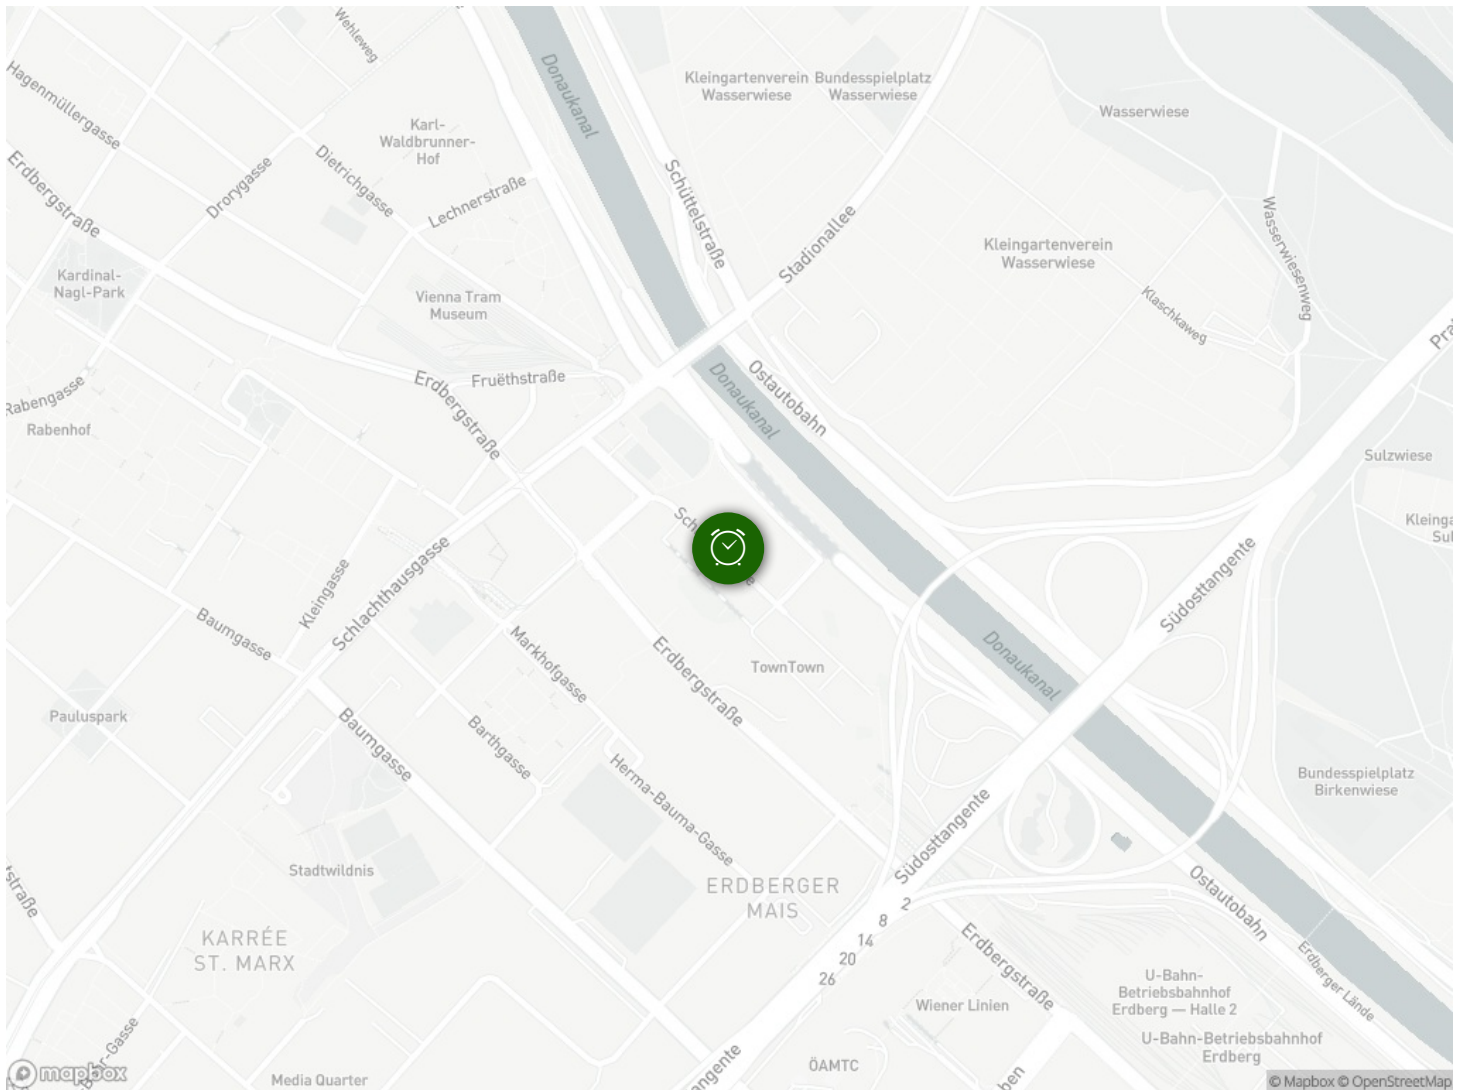 Wehleweg
Hagenmüllergasse
Donaukanal
Kleingartenverein
Wasserwiese
Bundesspielplatz
Wasserwiese
Wasserwiese
Karl-
Waldbrunner-
Hof
Erdbergstraße
Drorygasse
Dietrichgasse
Lechnerstraße
Schüttelstraße
Stadionallee
Kleingartenverein
Wasserwiese
Wasserwiesenweg
Kardinal-
Nagl-Park
Vienna Tram
Museum
Klaschkaweg
Fruëthstraße
Erdbergstraße
Donaukanal
Ostautobahn
Rabengasse
Rabenhof
Sulzwiese
Kleingasse
Schlachthausgasse
Südosttangente
Baumgasse
Markhofgasse
Erdbergstraße
TownTown
Donaukanal
Pauluspark
Baumgasse
Barthgasse
Herma-Bauma-Gasse
Bundesspielplatz
Birkenwiese
Südosttangente
Stadtwildnis
ERDBERGER
MAIS
2
8
14
20
26
Ostautobahn
KARRÉE
ST. MARX
Erdbergstraße
Erdberger Lände
U-Bahn-
Betriebsbahnhof
Erdberg — Halle 2
Wiener Linien
U-Bahn-Betriebsbahnhof
Erdberg
ÖAMTC
Media Quarter
mapbox
© Mapbox © OpenStreetMap